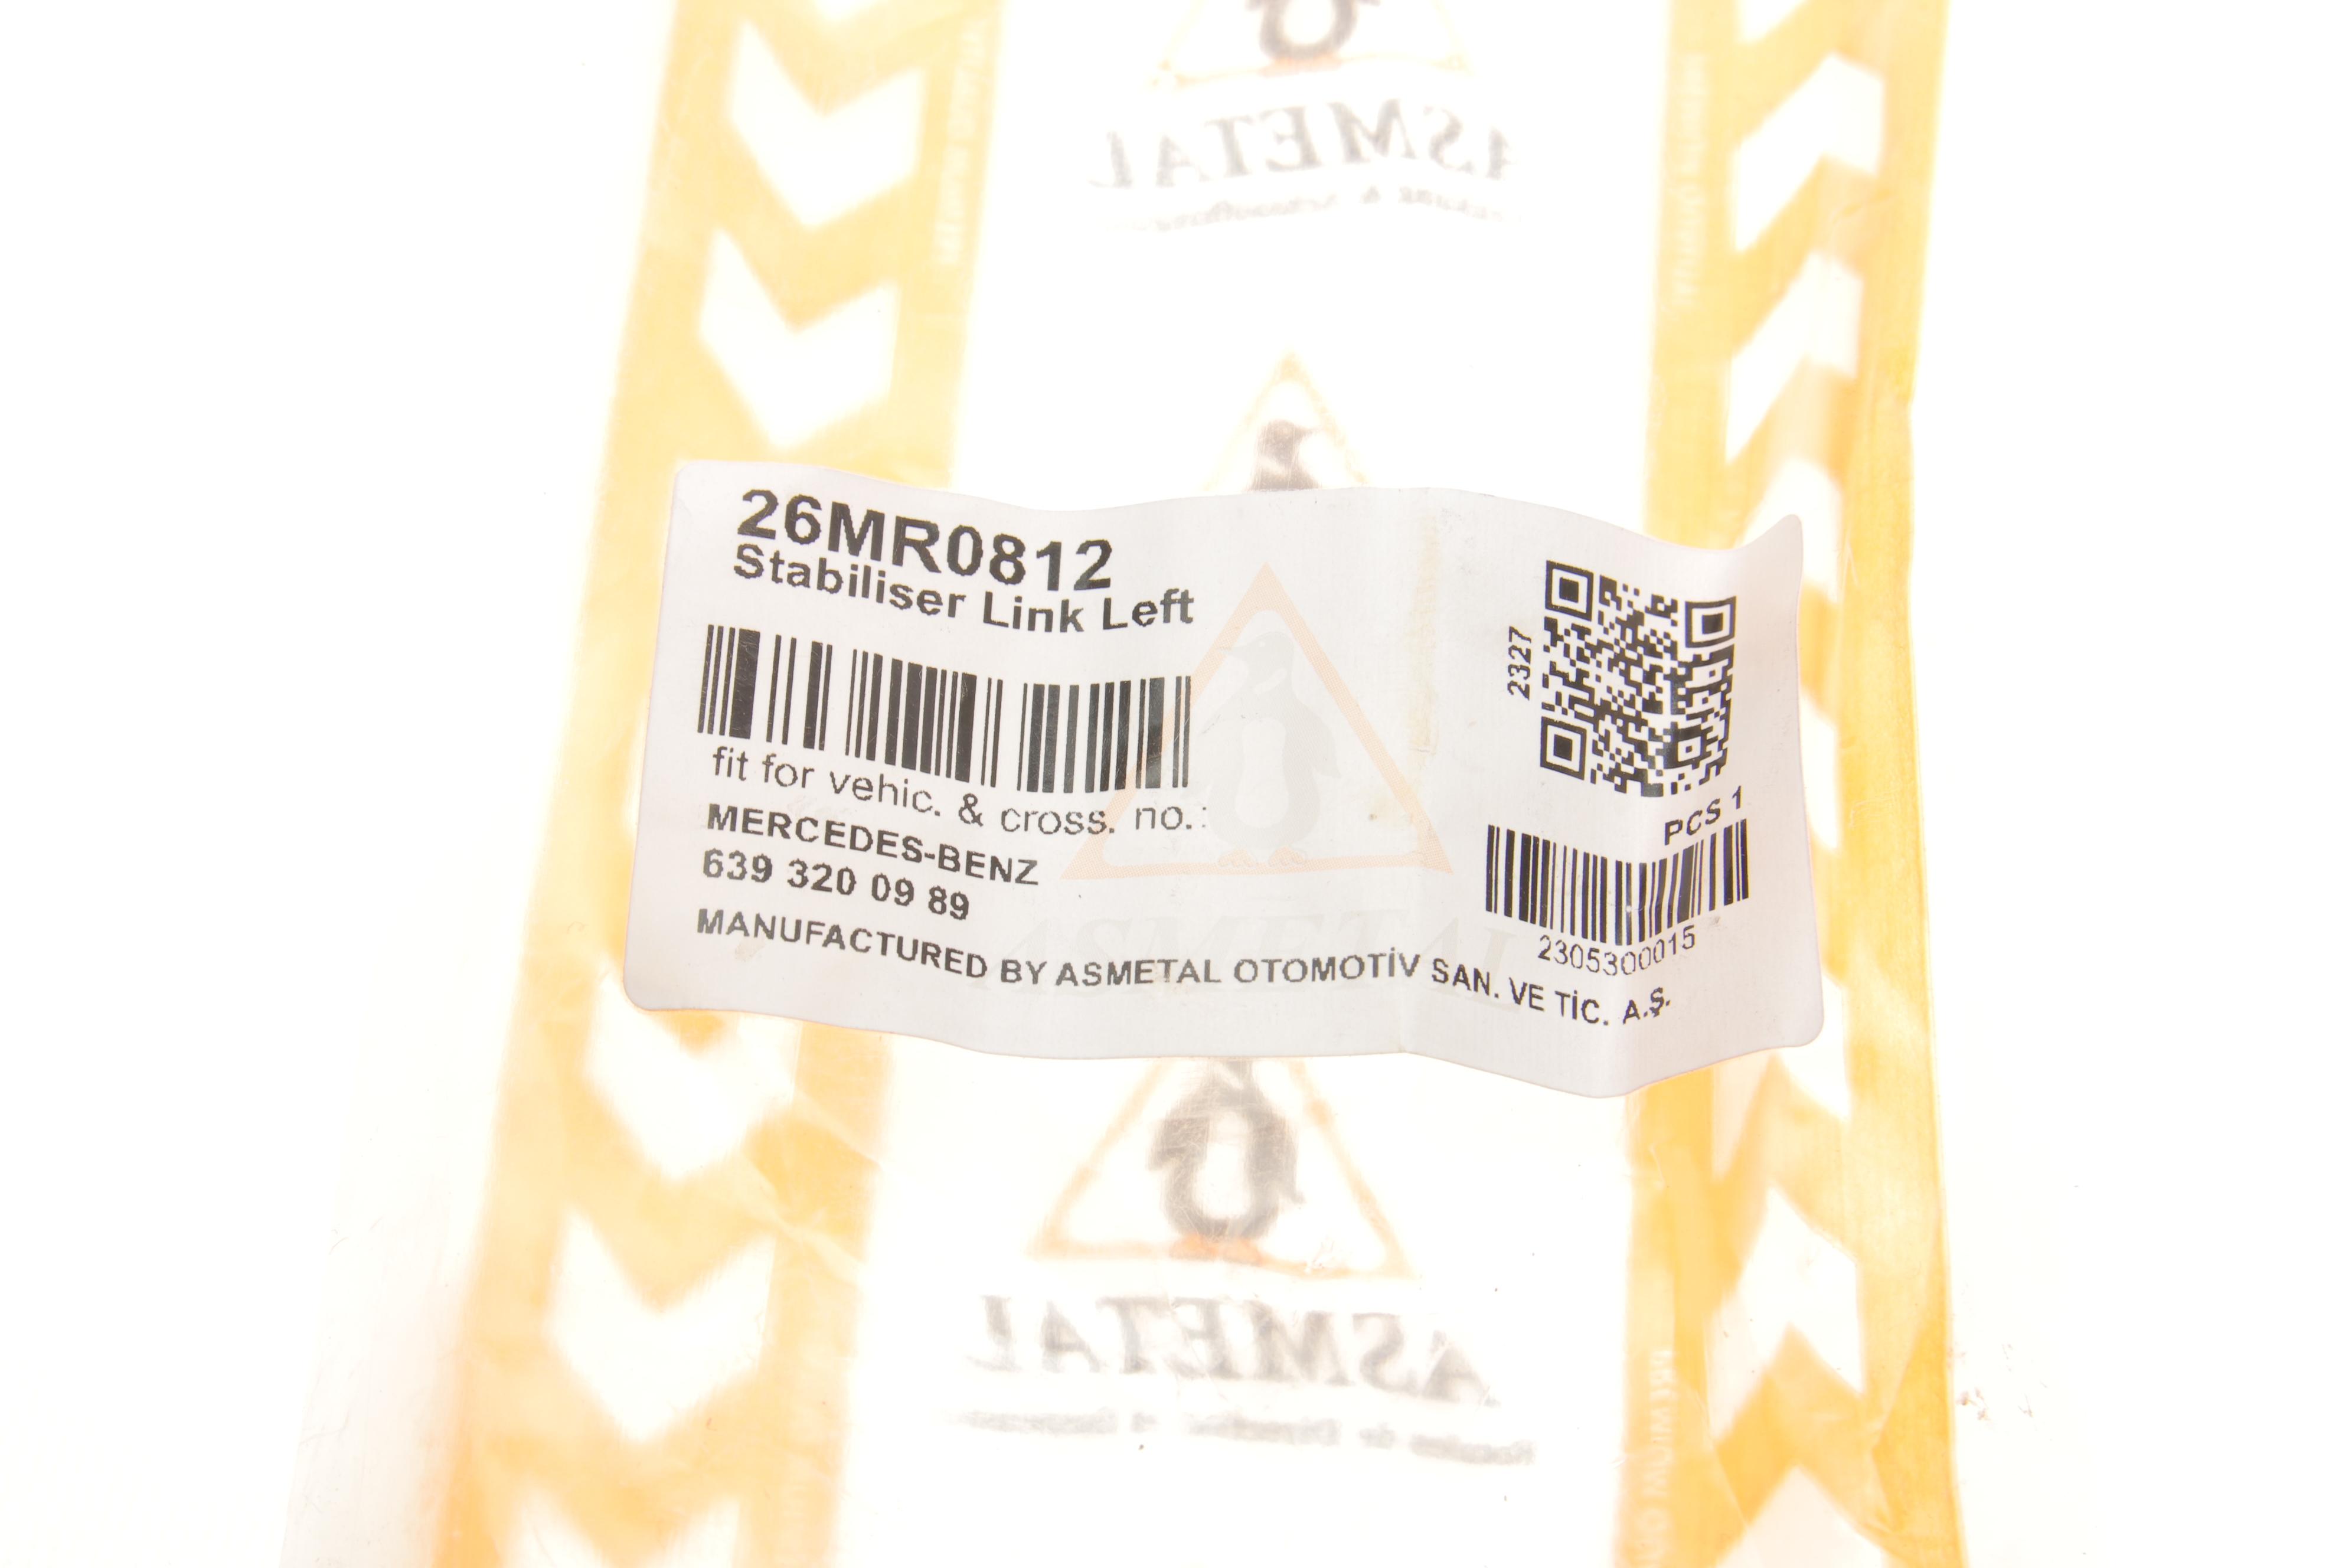 ASMETAL
26MR0812
Stabiliser Link Left
fit for vehic. & cross. no.:
MERCEDES-BENZ
639 320 09 89
MANUFACTURED BY ASMETAL OTOMOTİV SAN. VE TİC. A.Ş.
2327
PCS 1
2305300015
ASMETAL
ASMETAL